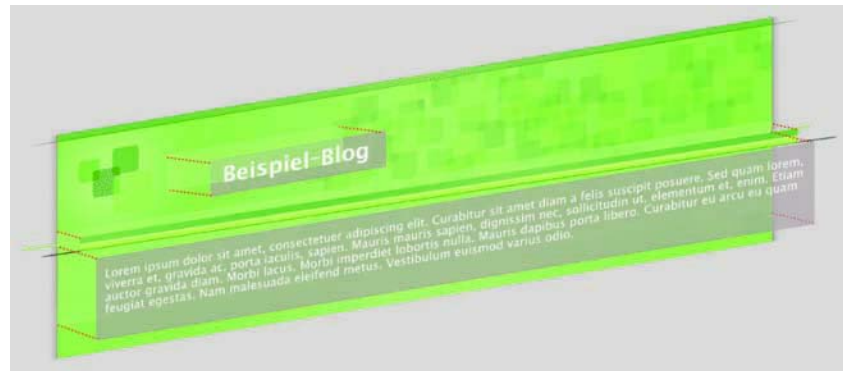 Beispiel-Blog
Lorem ipsum dolor sit amet, consectetuer adipiscing elit. Curabitur sit amet diam a felis suscipit posuere. Sed quam lorem,
viverra et, gravida ac, porta iaculis, sapien. Mauris mauris sapien, dignissim nec, sollicitudin ut, elementum et, enim. Etiam
auctor gravida diam. Morbi lacus. Morbi imperdiet lobortis nulla. Mauris dapibus porta libero. Curabitur eu arcu eu quam
feugiat egestas. Nam malesuada eleifend metus. Vestibulum euismod varius odio.